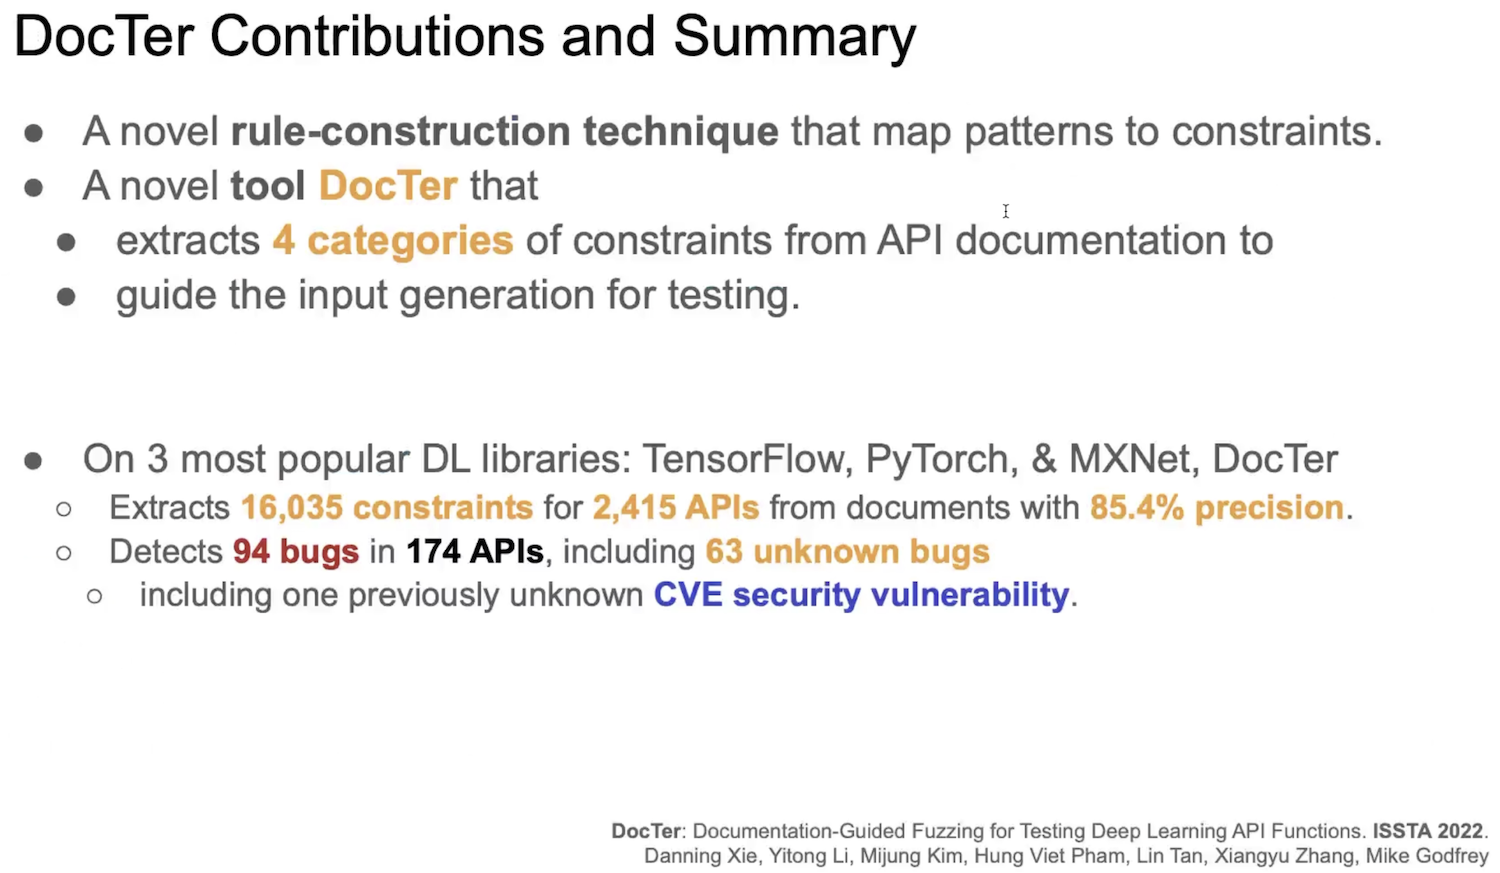 DocTer Contributions and Summary
● A novel rule-construction technique that map patterns to constraints.
● A novel tool DocTer that
● extracts 4 categories of constraints from API documentation to
● guide the input generation for testing.
● On 3 most popular DL libraries: TensorFlow, PyTorch, & MXNet, DocTer
○ Extracts 16,035 constraints for 2,415 APIs from documents with 85.4% precision.
○ Detects 94 bugs in 174 APIs, including 63 unknown bugs
○ including one previously unknown CVE security vulnerability.
DocTer: Documentation-Guided Fuzzing for Testing Deep Learning API Functions. ISSTA 2022.
Danning Xie, Yitong Li, Mijung Kim, Hung Viet Pham, Lin Tan, Xiangyu Zhang, Mike Godfrey